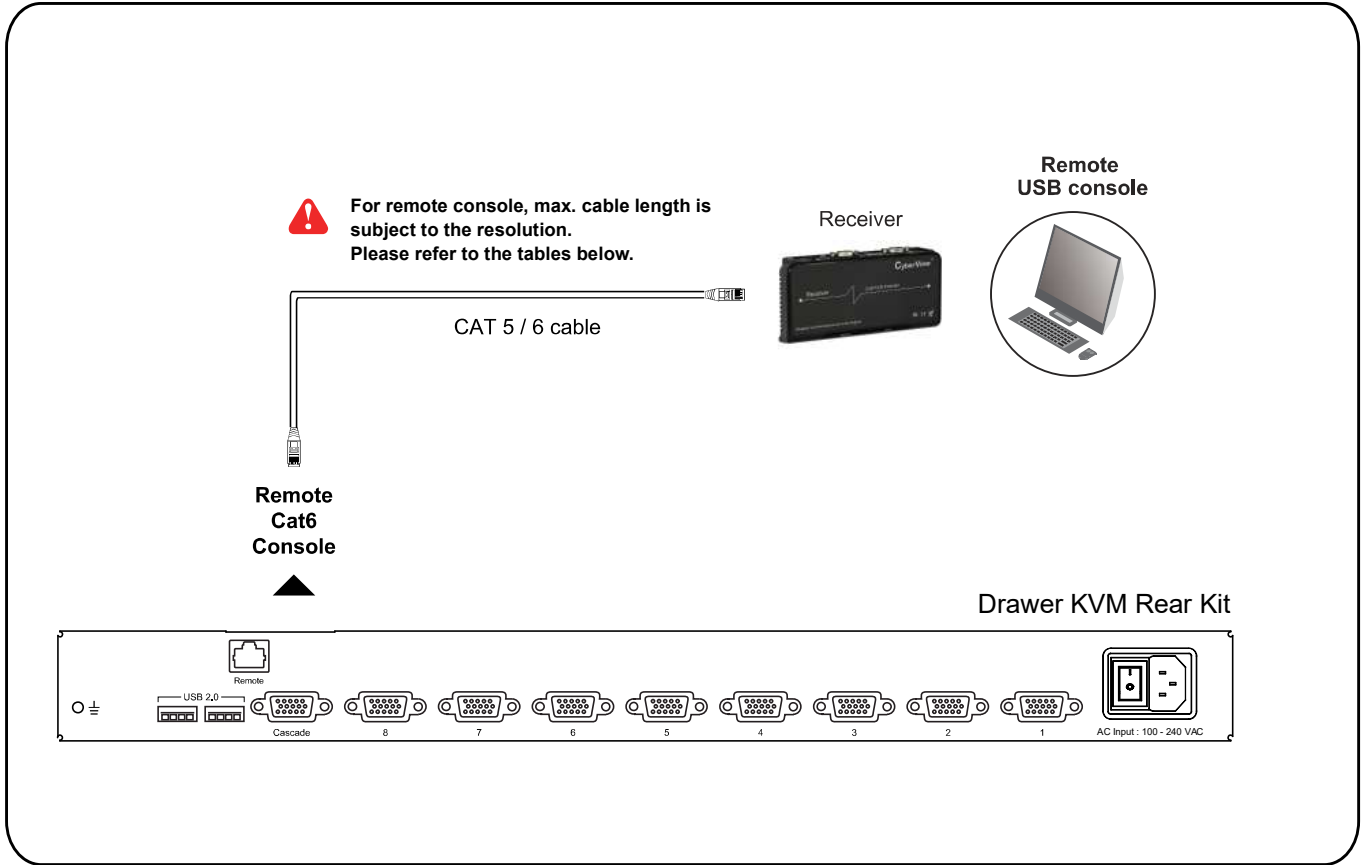 Remote
USB console
For remote console, max. cable length is
subject to the resolution.
Please refer to the tables below.
Receiver
CyberView
Receiver
CAT 5 / 6 cable
Remote
Cat6
Console
Drawer KVM Rear Kit
Remote
USB 2.0
Cascade
8
7
6
5
4
3
2
1
AC Input : 100 - 240 VAC